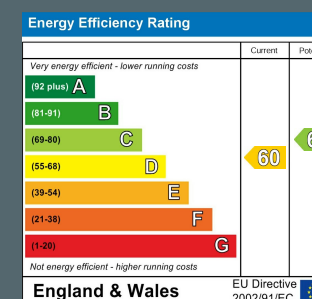 Energy Efficiency Rating
Current
Very energy efficient - lower running costs
(92 plus) A
(81-91) B
(69-80) C
(55-68) D
60
(39-54) E
(21-38) F
(1-20) G
Not energy efficient - higher running costs
England & Wales
EU Directive
2002/91/EC